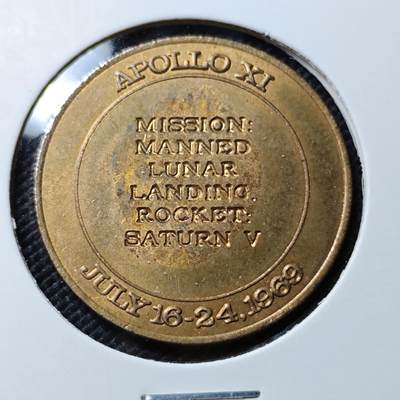 APOLLO XI
MISSION:
MANNED
LUNAR
LANDING.
ROCKET:
SATURN V
JULY 16-24, 1969